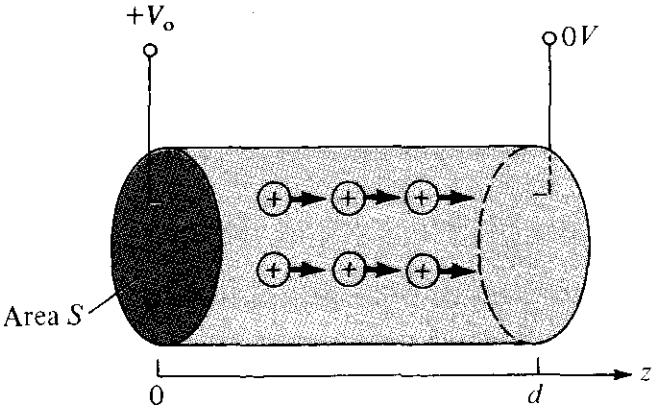 +V₀
0V
+ + +
+ + +
Area S
z
0
d